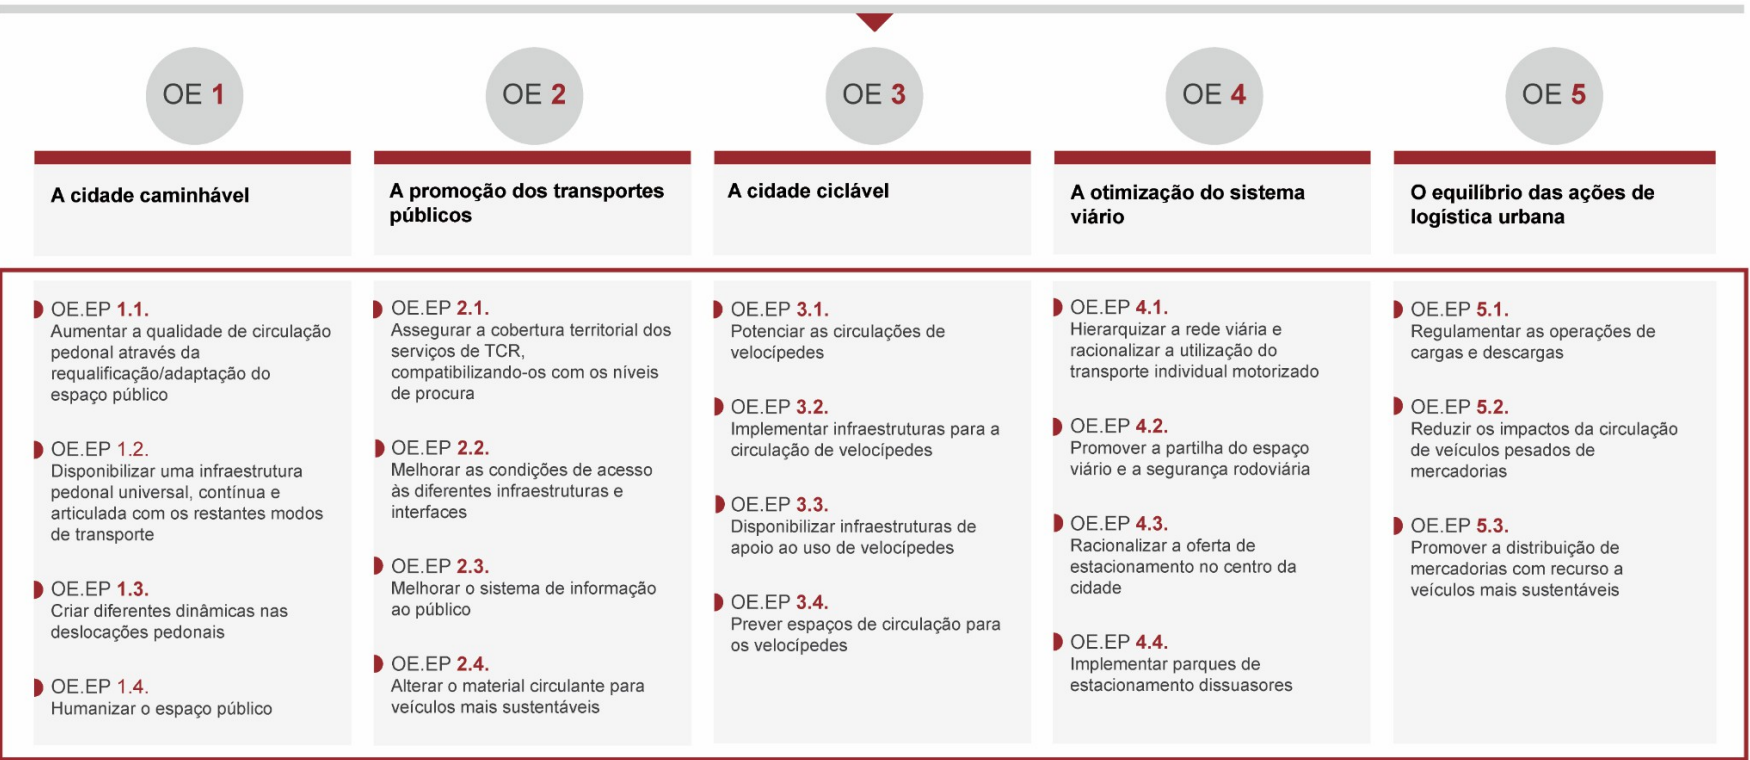 OE 1
A cidade caminhável
OE.EP 1.1.
Aumentar a qualidade de circulação
pedonal através da
requalificação/adaptação do
espaço público
OE.EP 1.2.
Disponibilizar uma infraestrutura
pedonal universal, contínua e
articulada com os restantes modos
de transporte
OE.EP 1.3.
Criar diferentes dinâmicas nas
deslocações pedonais
OE.EP 1.4.
Humanizar o espaço público
OE 2
A promoção dos transportes
públicos
OE.EP 2.1.
Assegurar a cobertura territorial dos
serviços de TCR,
compatibilizando-os com os níveis
de procura
OE.EP 2.2.
Melhorar as condições de acesso
às diferentes infraestruturas e
interfaces
OE.EP 2.3.
Melhorar o sistema de informação
ao público
OE.EP 2.4.
Alterar o material circulante para
veículos mais sustentáveis
OE 3
A cidade ciclável
OE.EP 3.1.
Potenciar as circulações de
velocípedes
OE.EP 3.2.
Implementar infraestruturas para a
circulação de velocípedes
OE.EP 3.3.
Disponibilizar infraestruturas de
apoio ao uso de velocípedes
OE.EP 3.4.
Prever espaços de circulação para
os velocípedes
OE 4
A otimização do sistema
viário
OE.EP 4.1.
Hierarquizar a rede viária e
racionalizar a utilização do
transporte individual motorizado
OE.EP 4.2.
Promover a partilha do espaço
viário e a segurança rodoviária
OE.EP 4.3.
Racionalizar a oferta de
estacionamento no centro da
cidade
OE.EP 4.4.
Implementar parques de
estacionamento dissuasores
OE 5
O equilíbrio das ações de
logística urbana
OE.EP 5.1.
Regulamentar as operações de
cargas e descargas
OE.EP 5.2.
Reduzir os impactos da circulação
de veículos pesados de
mercadorias
OE.EP 5.3.
Promover a distribuição de
mercadorias com recurso a
veículos mais sustentáveis